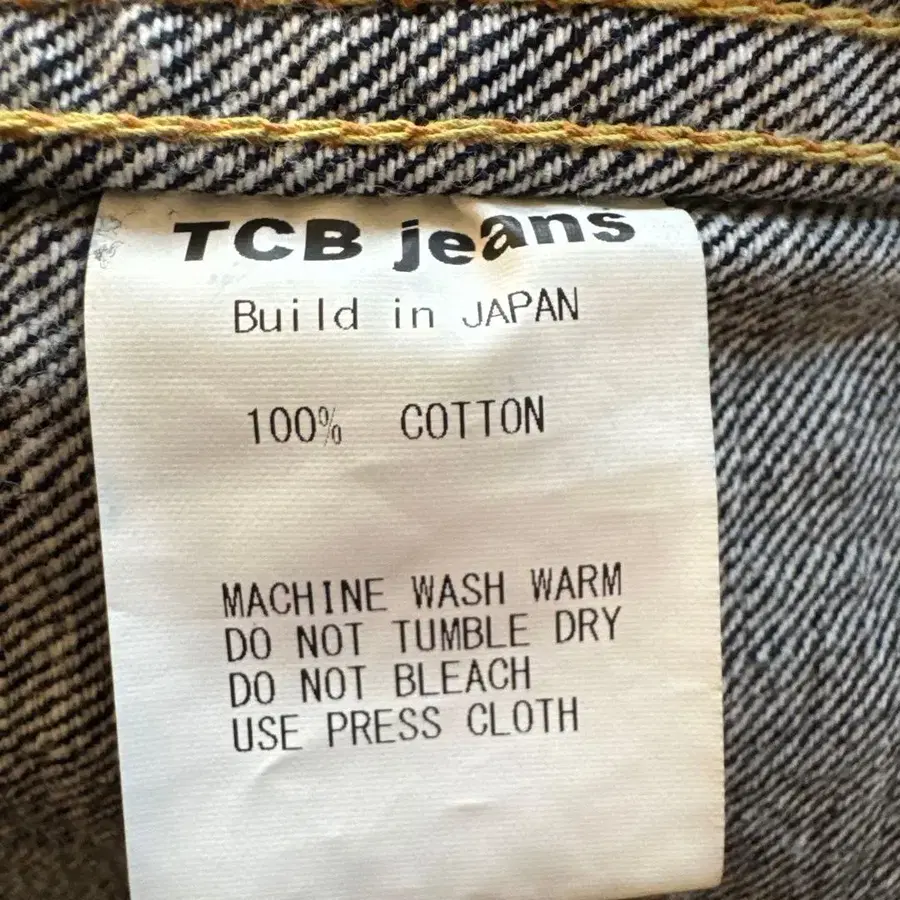 TCB jeans
Build in JAPAN
100% COTTON
MACHINE WASH WARM
DO NOT TUMBLE DRY
DO NOT BLEACH
USE PRESS CLOTH